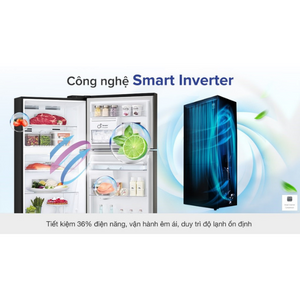 Công nghệ Smart Inverter
Tiết kiệm 36% điện năng, vận hành êm ái, duy trì độ lạnh ổn định